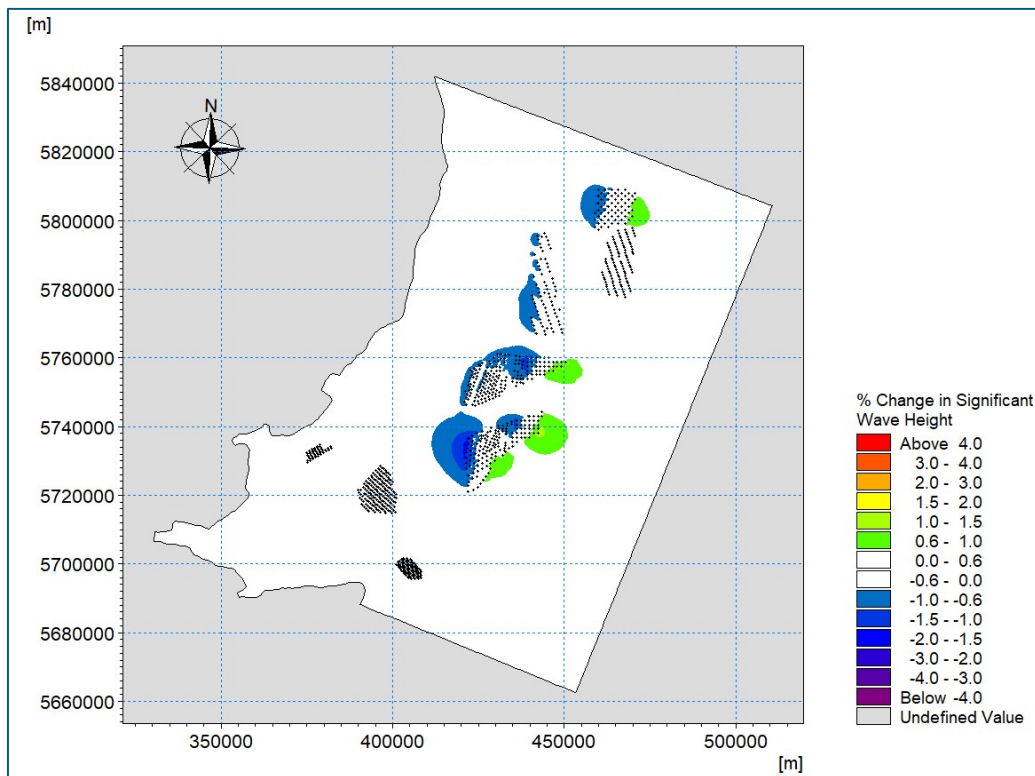 [m]
5840000
5820000
5800000
5780000
5760000
5740000
5720000
5700000
5680000
5660000
N
350000
400000
450000
500000
[m]
% Change in Significant
Wave Height
Above 4.0
3.0 - 4.0
2.0 - 3.0
1.5 - 2.0
1.0 - 1.5
0.6 - 1.0
0.0 - 0.6
-0.6 - 0.0
-1.0 - -0.6
-1.5 - -1.0
-2.0 - -1.5
-3.0 - -2.0
-4.0 - -3.0
Below -4.0
Undefined Value